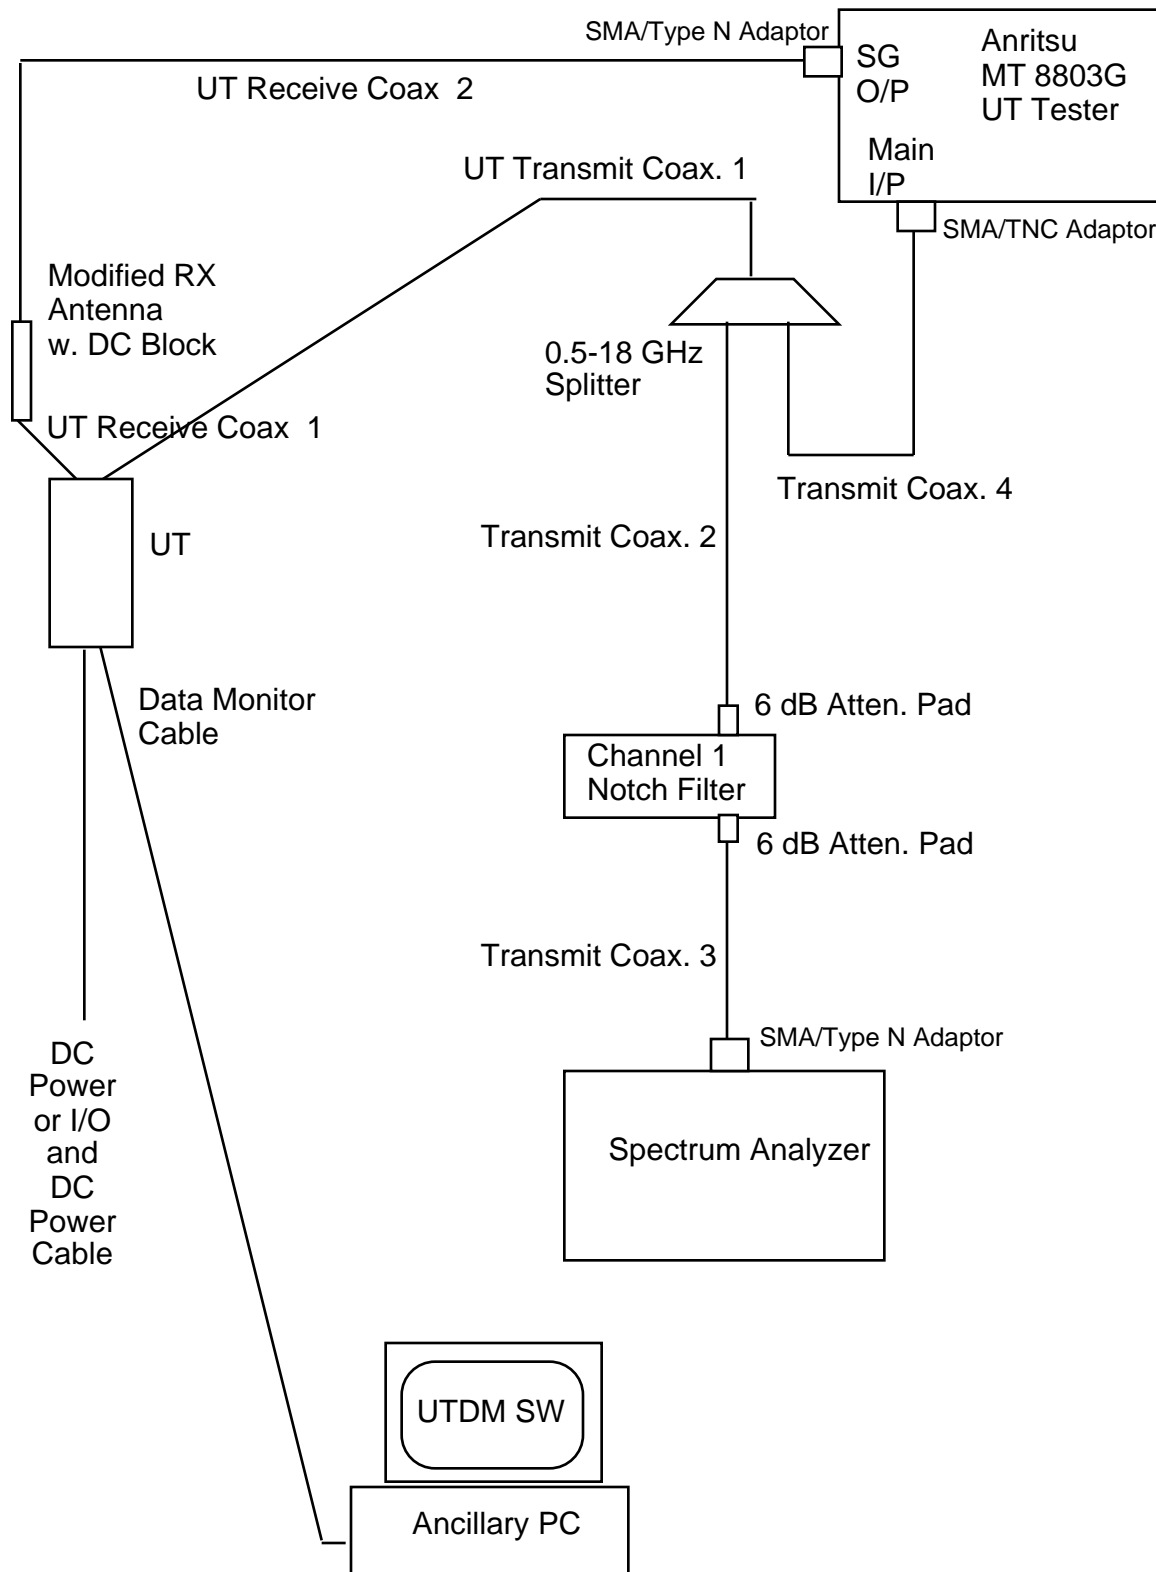 SMA/Type N Adaptor
SG
O/P
Anritsu
MT 8803G
UT Tester
UT Receive Coax  2
Main
I/P
UT Transmit Coax. 1
SMA/TNC Adaptor
Modified RX
Antenna
w. DC Block
0.5-18 GHz
Splitter
UT Receive Coax  1
Transmit Coax. 4
UT
Transmit Coax. 2
Data Monitor
Cable
6 dB Atten. Pad
Channel 1
Notch Filter
6 dB Atten. Pad
Transmit Coax. 3
SMA/Type N Adaptor
DC
Power
or I/O
and
DC
Power
Cable
Spectrum Analyzer
UTDM SW
Ancillary PC